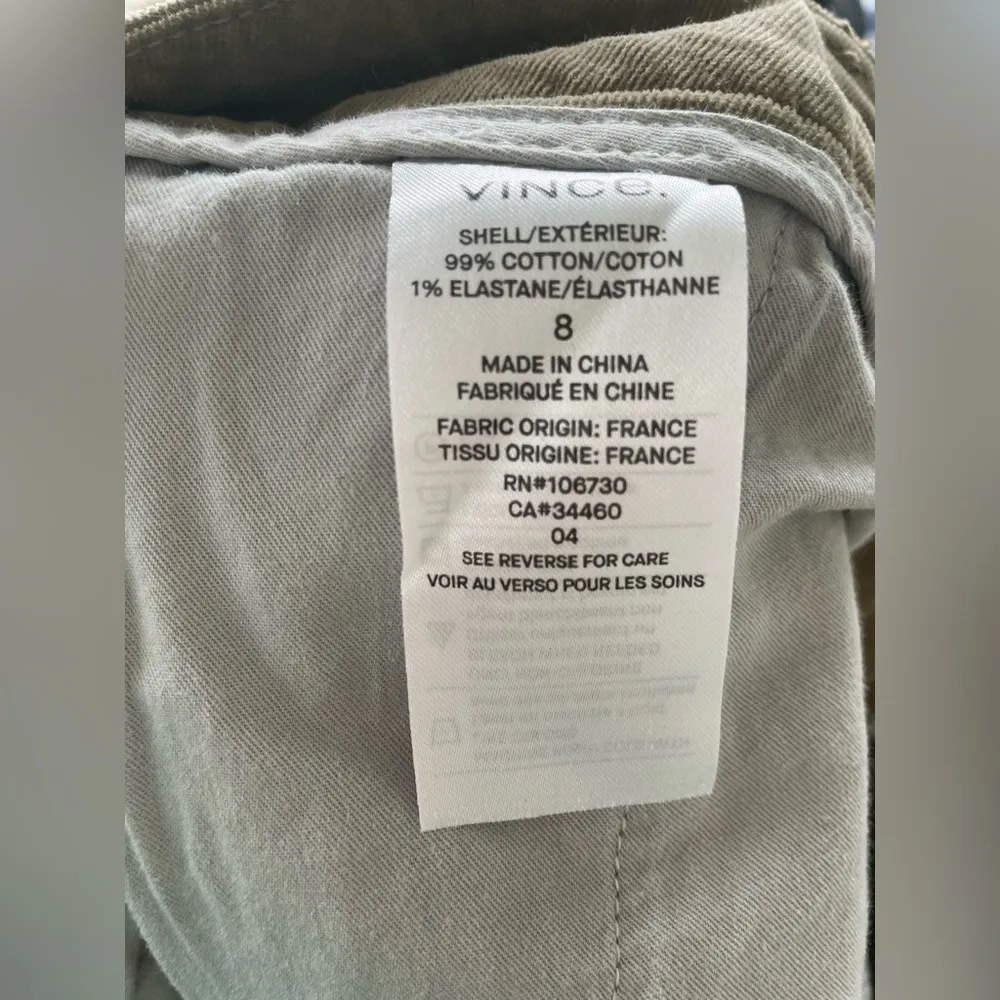 VINCE.
SHELL/EXTÉRIEUR:
99% COTTON/COTON
1% ELASTANE/ÉLASTHANNE
8
MADE IN CHINA
FABRIQUÉ EN CHINE
FABRIC ORIGIN: FRANCE
TISSU ORIGINE: FRANCE
RN#106730
CA#34460
04
SEE REVERSE FOR CARE
VOIR AU VERSO POUR LES SOINS